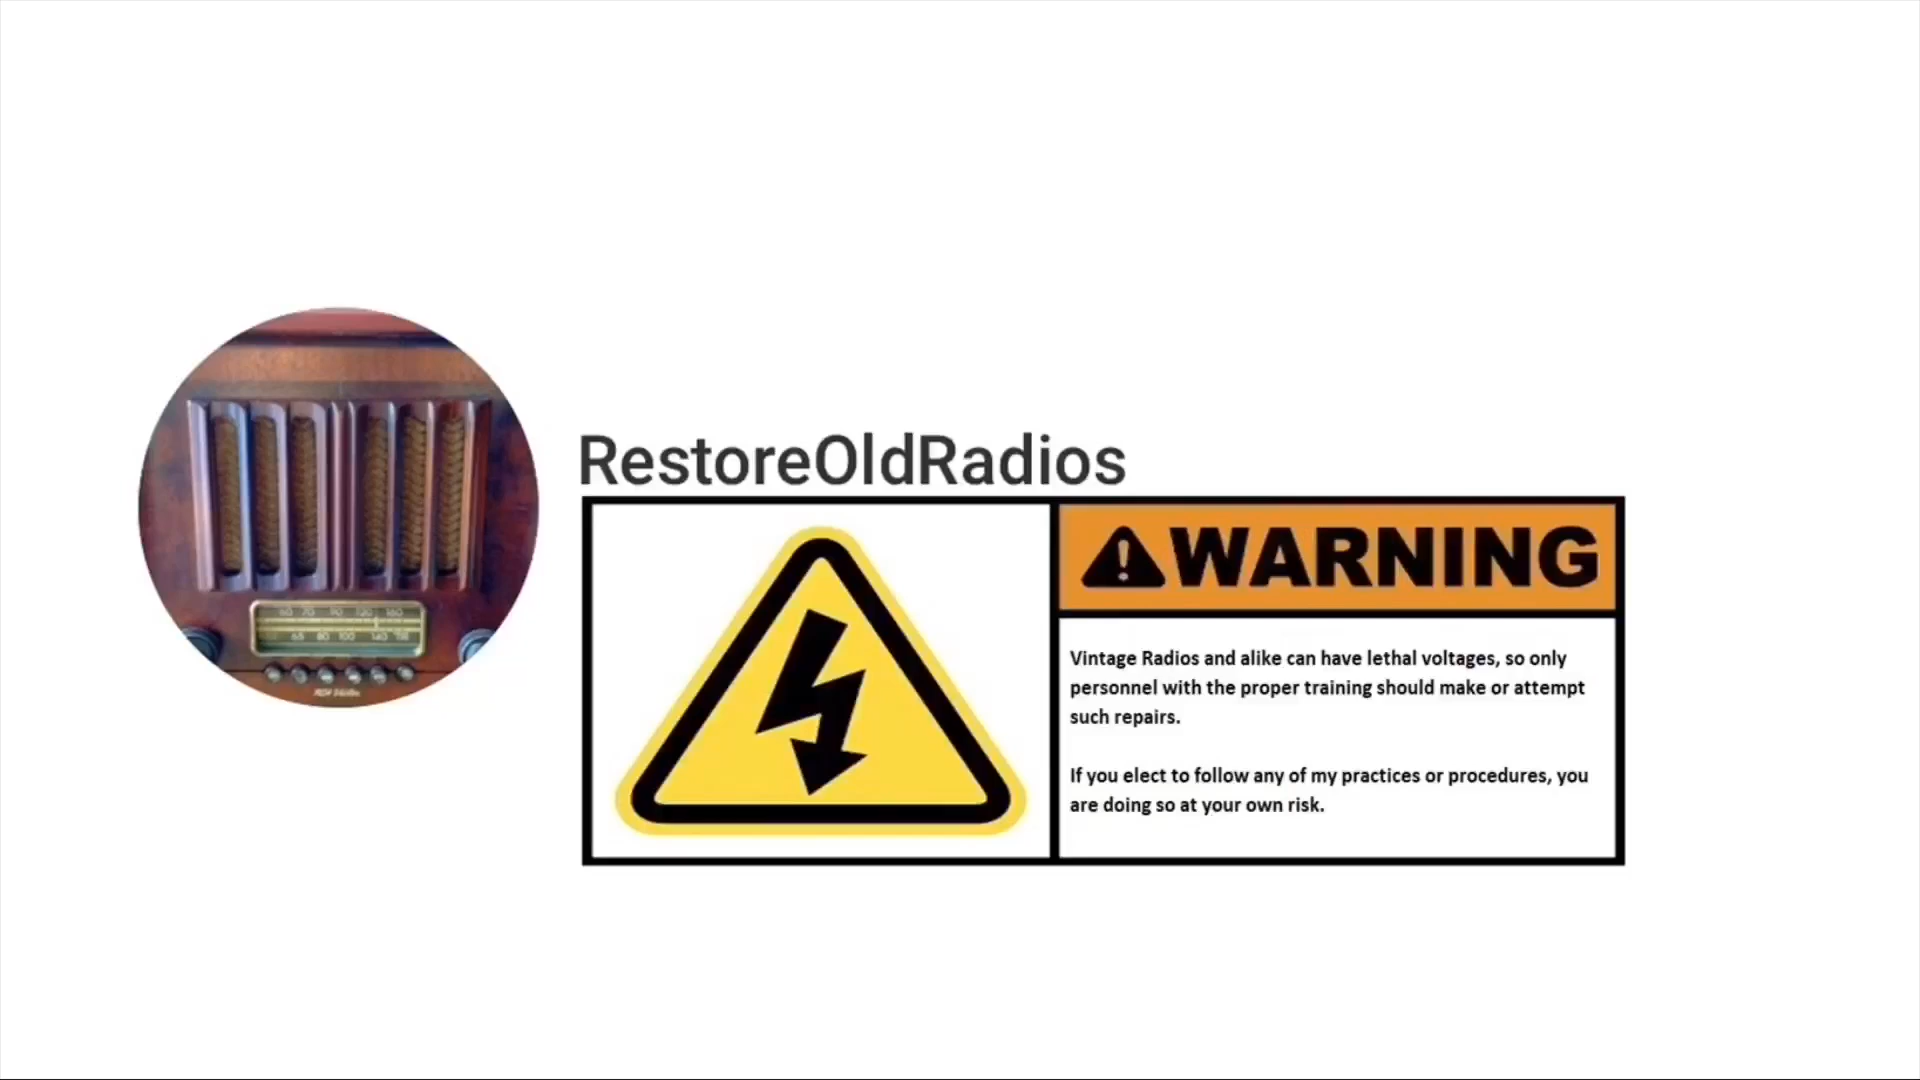 RestoreOldRadios
WARNING
Vintage Radios and alike can have lethal voltages, so only
personnel with the proper training should make or attempt
such repairs.
If you elect to follow any of my practices or procedures, you
are doing so at your own risk.